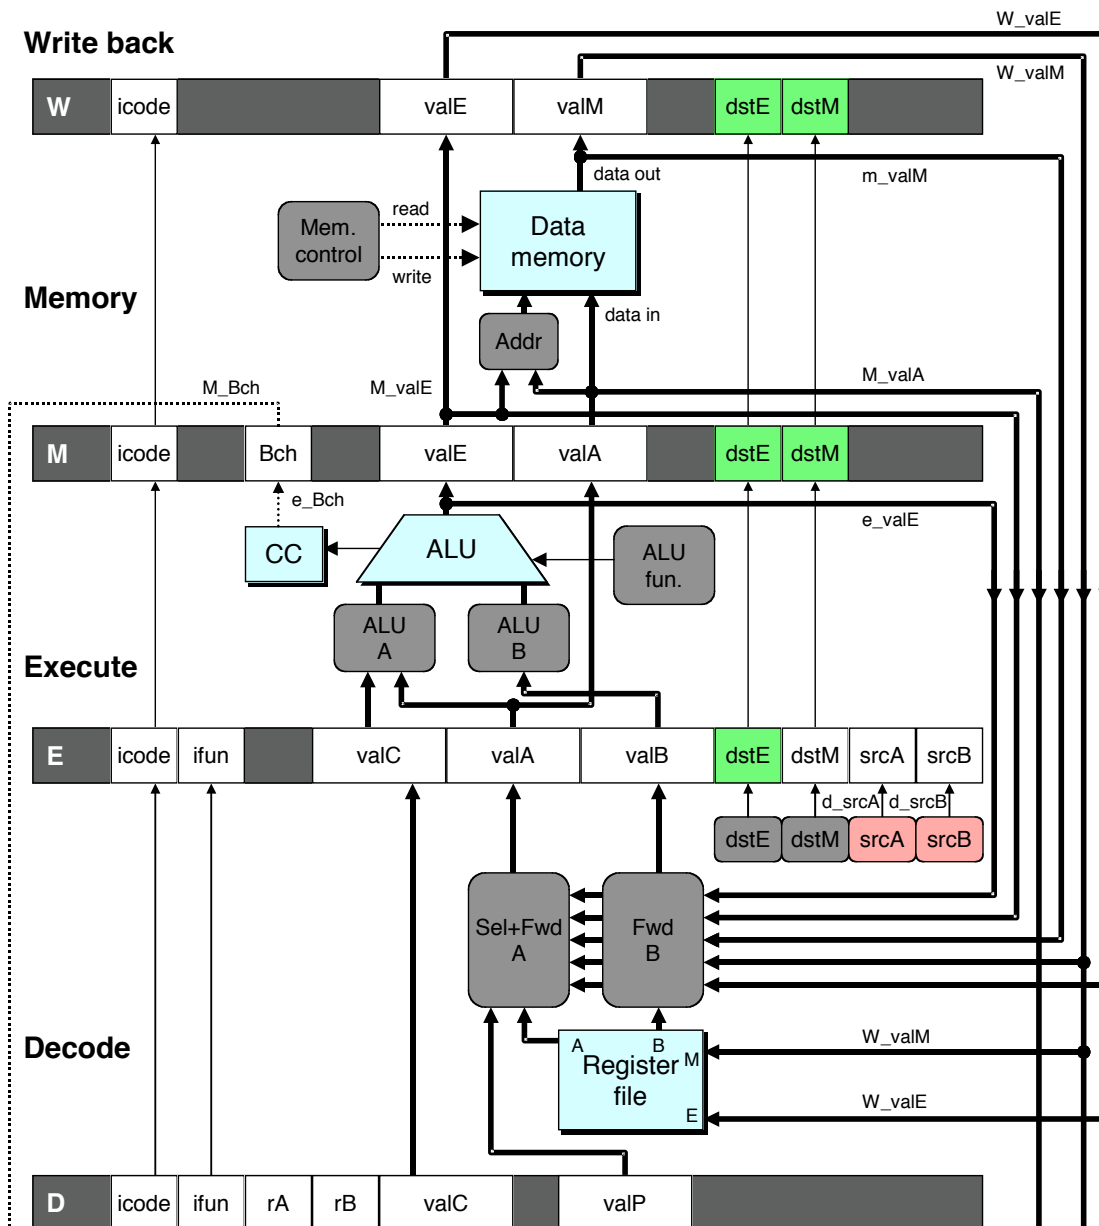 W_valE
Write back
W_valM
W icode valE valM dstE dstM
data out
m_valM
read
Mem.
control
Data
memory
write
Memory
data in
Addr
M_Bch
M_valE
M_valA
M icode Bch valE valA dstE dstM
e_Bch
e_valE
CC
ALU
ALU
fun.
ALU
A
ALU
B
Execute
E icode ifun valC valA valB dstE dstM srcA srcB
d_srcA d_srcB
dstE dstM srcA srcB
Sel+Fwd
A
Fwd
B
Decode
A B
W_valM
Register
file
M
E
W_valE
D icode ifun rA rB valC valP